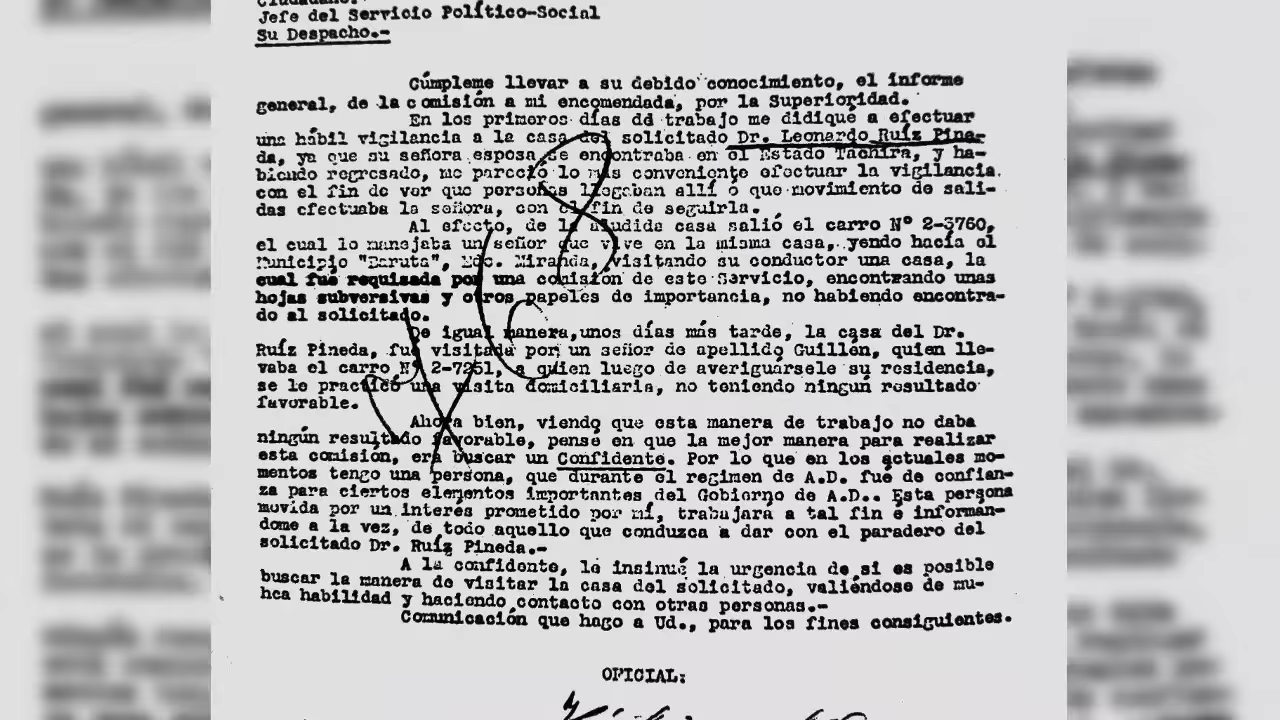 Ciudadano:
Jefe del Servicio Político-Social
Su Despacho.-
Cúmpleme llevar a su debido conocimiento, el informe
general, de la comisión a mi encomendada, por la Superioridad.
En los primeros días dd trabajo me didiqué a efectuar
una hábil vigilancia a la casa del solicitado Dr. Leonardo Ruíz Pine-
da, ya que su señora esposa se encontraba en el Estado Táchira, y ha-
biendo regresado, me pareció lo más conveniente efectuar la vigilancia.
con el fin de ver que personas llegaban allí ó que movimiento de sali-
das efectuaba la señora, con el fin de seguirla.
Al efecto, de la aludida casa salió el carro Nº 2-3760,
el cual lo manejaba un señor que vive en la misma casa, yendo hacía el
Municipio "Baruta", Edo. Miranda, visitando su conductor una casa, la
cual fué requisada por una comisión de este Servicio, encontrando unas
hojas subversivas y otros papeles de importancia, no habiendo encontra-
do al solicitado.
De igual manera, unos días más tarde, la casa del Dr.
Ruíz Pineda, fué visitada por un señor de apellido Guillén, quien lle-
vaba el carro Nº 2-7251, a quien luego de averiguársele su residencia,
se le practicó una visita domiciliaria, no teniendo ningún resultado
favorable.
Ahora bien, viendo que esta manera de trabajo no daba
ningún resultado favorable, pensé en que la mejor manera para realizar
esta comisión, era buscar un Confidente. Por lo que en los actuales mo-
mentos tengo una persona, que durante el regimen de A.D. fué de confian-
za para ciertos elementos importantes del Gobierno de A.D.. Esta persona
movida por un interés prometido por mí, trabajará a tal fin é informan-
dome a la vez, de todo aquello que conduzca a dar con el paradero del
solicitado Dr. Ruíz Pineda.-
A la confidente, le insinué la urgencia de si es posible
buscar la manera de visitar la casa del solicitado, valiéndose de mu-
hca habilidad y haciendo contacto con otras personas.-
Comunicación que hago a Ud., para los fines consiguientes.
OFICIAL: